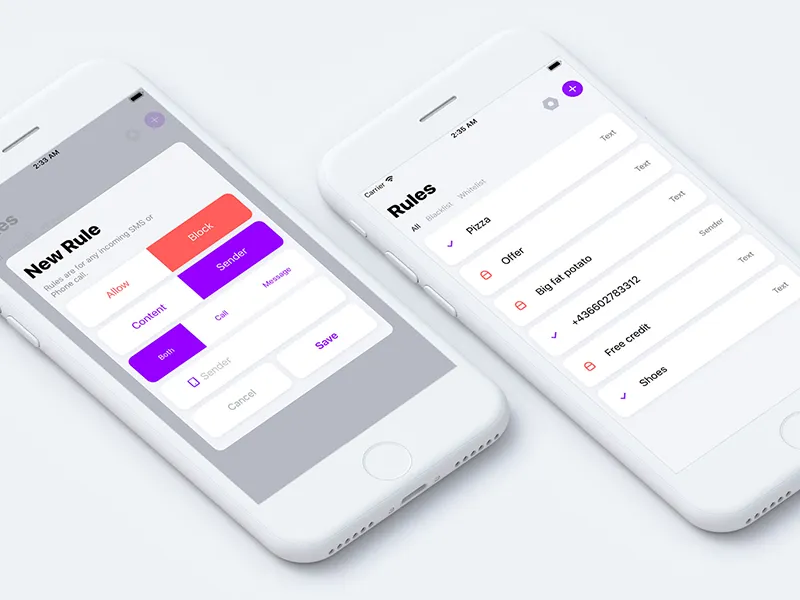 2:33 AM
es
New Rule
Rules are for any incoming SMS or
Phone call.
Allow
Block
Content
Sender
Both
Call
Message
Sender
Cancel
Save
2:35 AM
Carrier
Rules
All Blacklist Whitelist
Pizza Text
Offer Text
Big fat potato Text
+436602783312 Sender
Free credit Text
Shoes Text